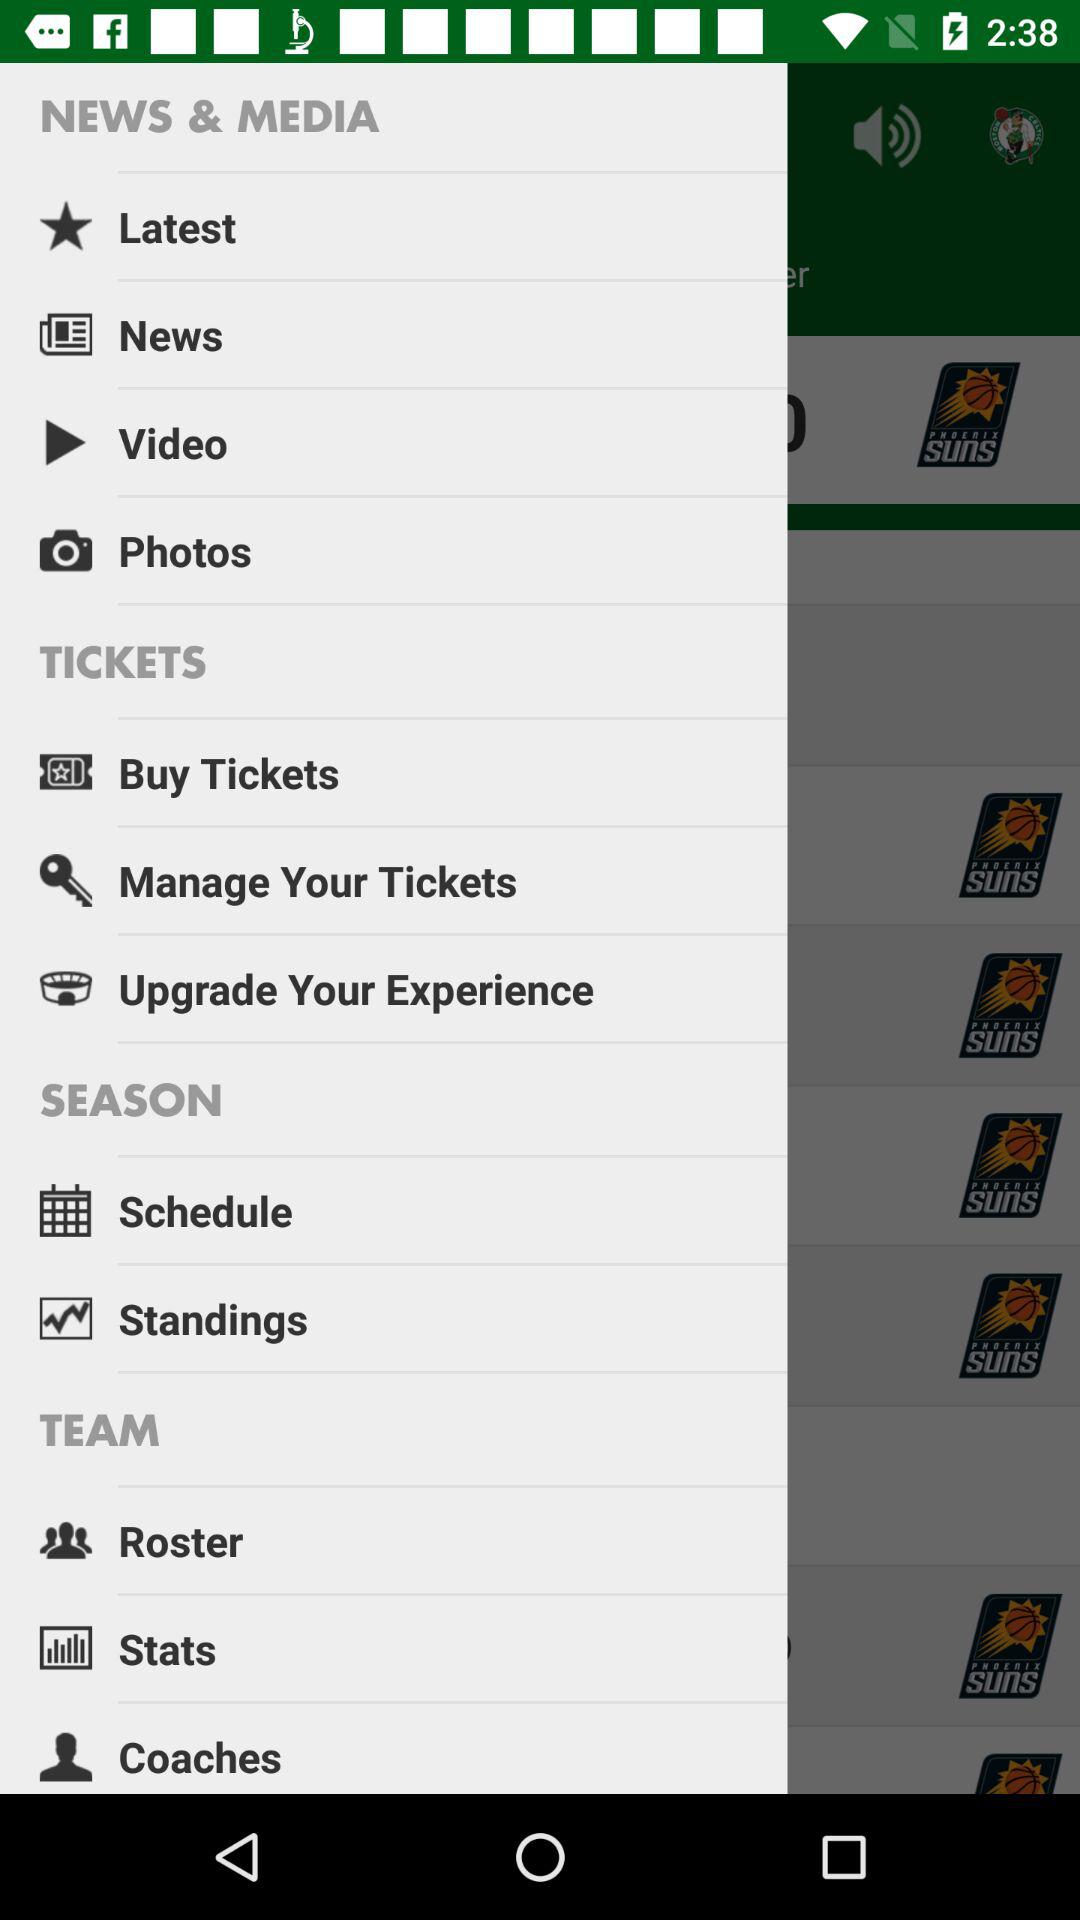 2:38
NEWS & MEDIA
Latest
er
News
0
PHOENIX
SUNS
Video
Photos
TICKETS
Buy Tickets
PHOENIX
SUNS
Manage Your Tickets
Upgrade Your Experience
PHOENIX
SUNS
SEASON
Schedule
PHOENIX
SUNS
Standings
PHOENIX
SUNS
TEAM
Roster
Stats
PHOENIX
SUNS
Coaches